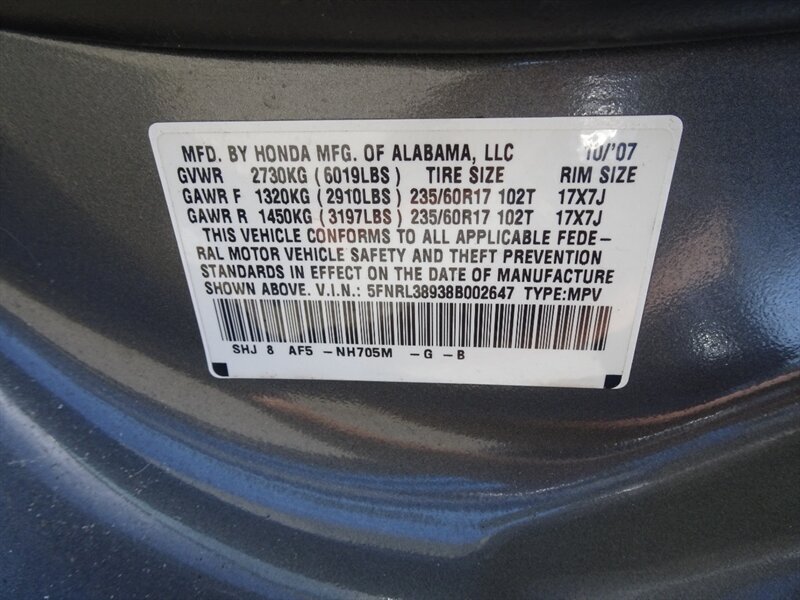 MFD. BY HONDA MFG. OF ALABAMA, LLC 10/'07
GVWR 2730KG (6019LBS) TIRE SIZE RIM SIZE
GAWR F 1320KG (2910LBS) 235/60R17 102T 17X7J
GAWR R 1450KG (3197LBS) 235/60R17 102T 17X7J
THIS VEHICLE CONFORMS TO ALL APPLICABLE FEDE-
RAL MOTOR VEHICLE SAFETY AND THEFT PREVENTION
STANDARDS IN EFFECT ON THE DATE OF MANUFACTURE
SHOWN ABOVE. V.I.N.: 5FNRL38938B002647 TYPE:MPV
SHJ 8 AF5 -NH705M -G -B